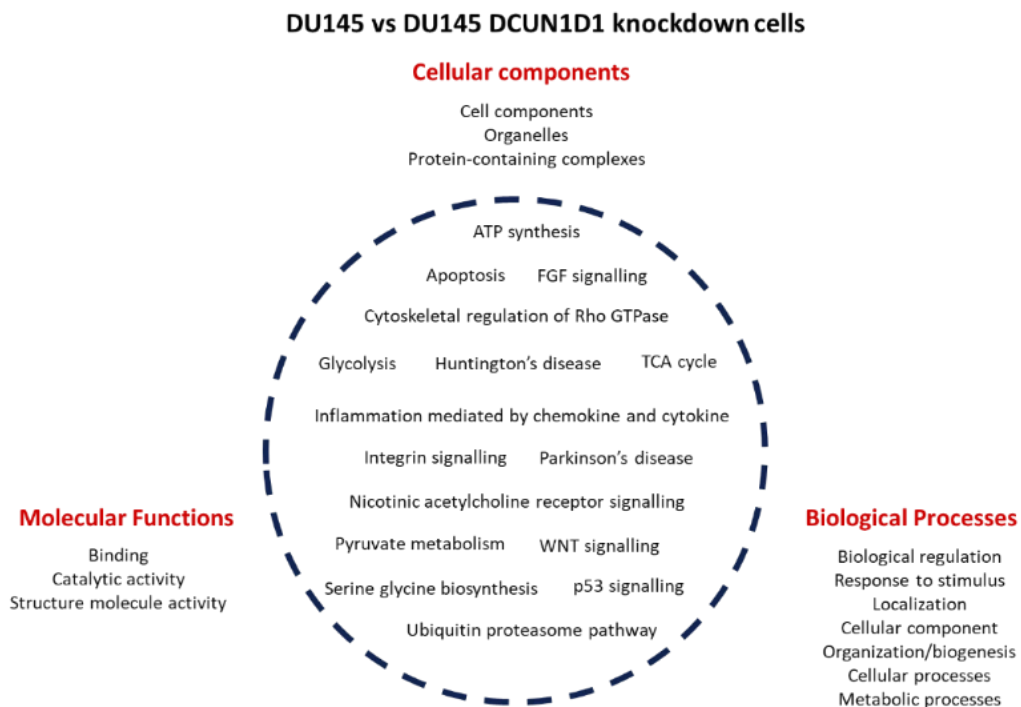 DU145 vs DU145 DCUN1D1 knockdown cells
Cellular components
Cell components
Organelles
Protein-containing complexes
ATP synthesis
Apoptosis FGF signalling
Cytoskeletal regulation of Rho GTPase
Glycolysis Huntington's disease TCA cycle
Inflammation mediated by chemokine and cytokine
Integrin signalling Parkinson's disease
Nicotinic acetylcholine receptor signalling
Pyruvate metabolism WNT signalling
Serine glycine biosynthesis p53 signalling
Ubiquitin proteasome pathway
Molecular Functions
Binding
Catalytic activity
Structure molecule activity
Biological Processes
Biological regulation
Response to stimulus
Localization
Cellular component
Organization/biogenesis
Cellular processes
Metabolic processes